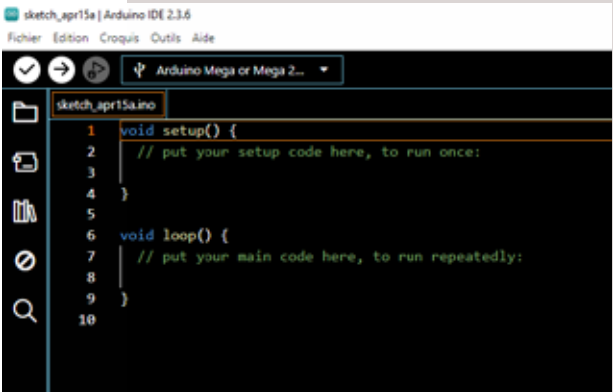 sketch_apr15a | Arduino IDE 2.3.6
Fichier Edition Croquis Outils Aide
Arduino Mega or Mega 2...
sketch_apr15a.ino
1 void setup() {
2 // put your setup code here, to run once:
3
4 }
5
6 void loop() {
7 // put your main code here, to run repeatedly:
8
9 }
10